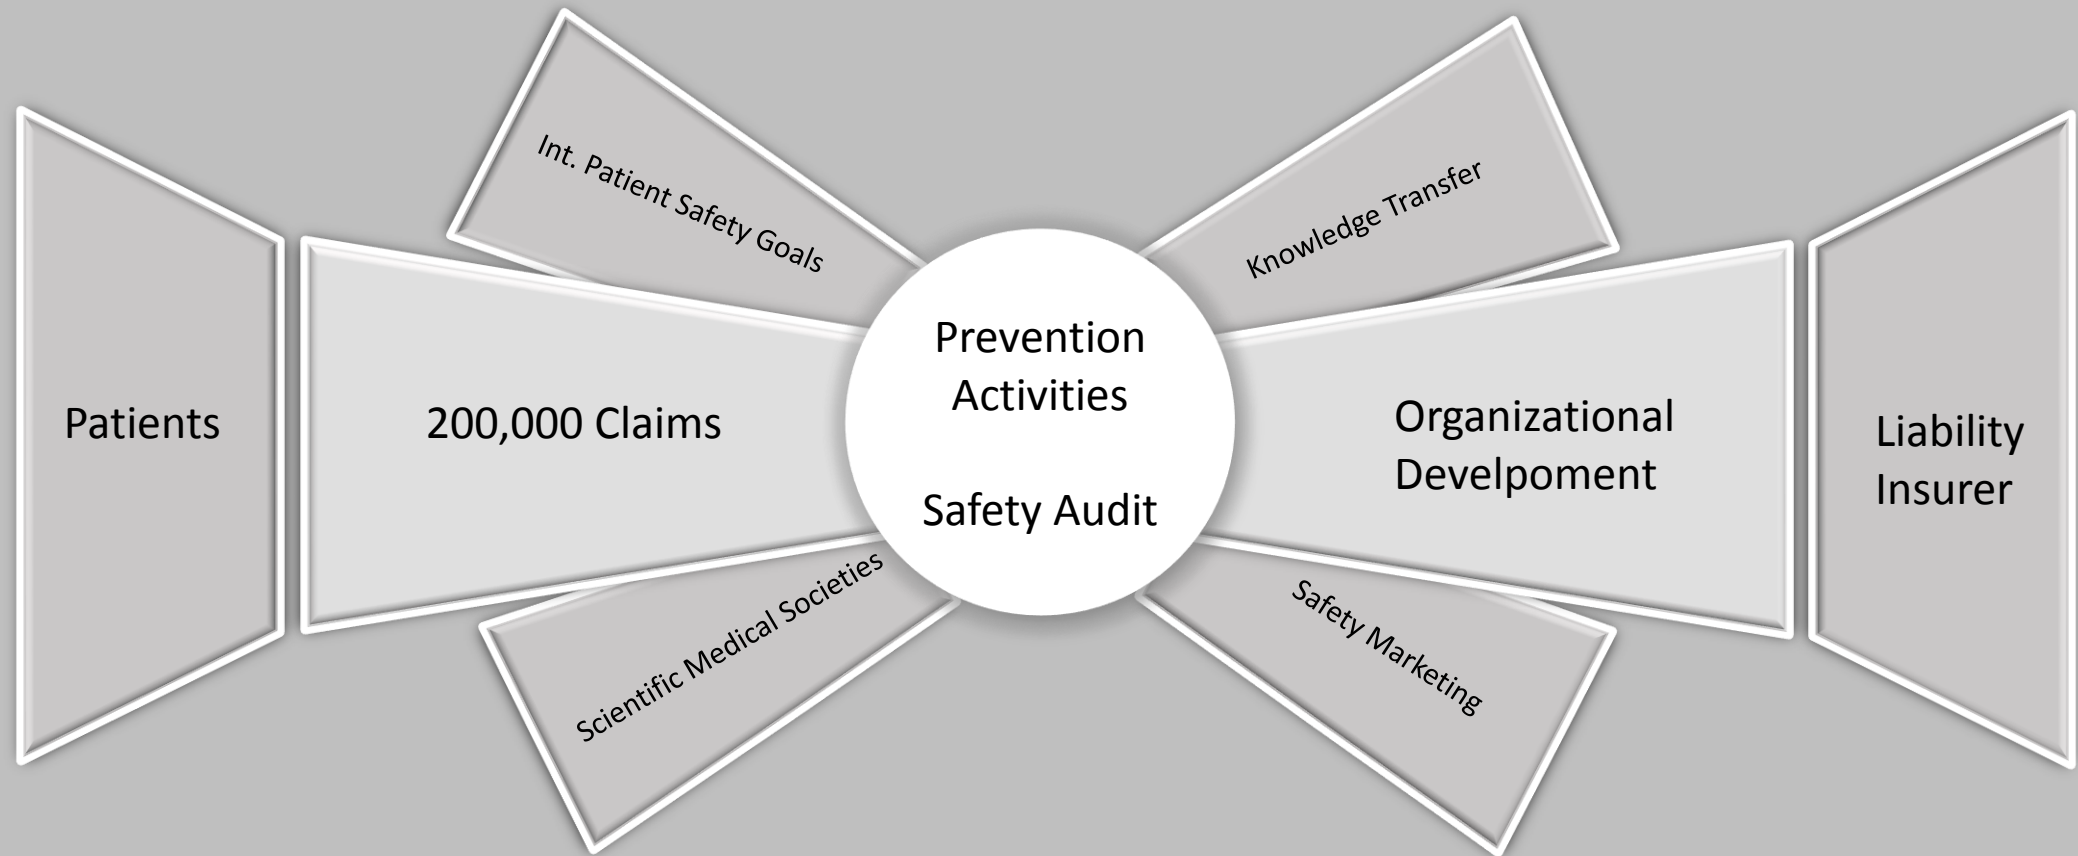 Int. Patient Safety Goals
Knowledge Transfer
Patients
200,000 Claims
Prevention
Activities
Safety Audit
Organizational
Develpoment
Liability
Insurer
Scientific Medical Societies
Safety Marketing